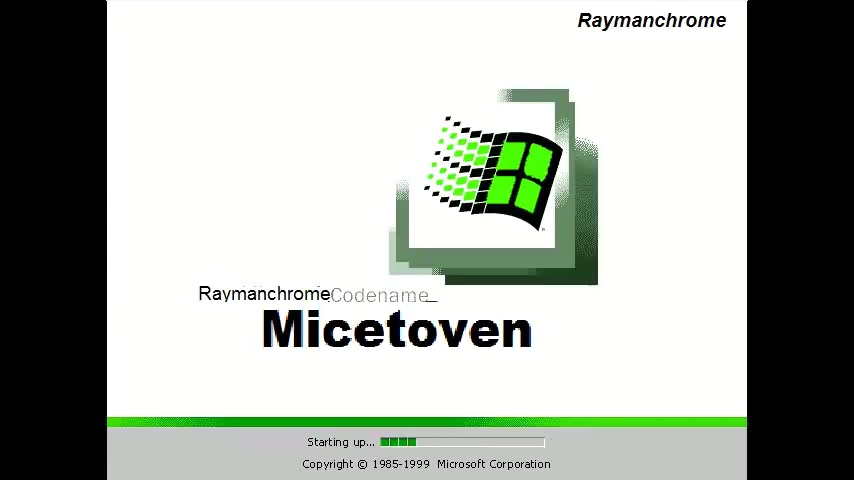 Raymanchrome
Raymanchrome Codename
Micetoven
Starting up...
Copyright © 1985-1999 Microsoft Corporation